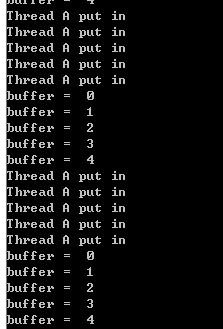 buffer =  4
Thread A put in
Thread A put in
Thread A put in
Thread A put in
Thread A put in
buffer =  0
buffer =  1
buffer =  2
buffer =  3
buffer =  4
Thread A put in
Thread A put in
Thread A put in
Thread A put in
Thread A put in
buffer =  0
buffer =  1
buffer =  2
buffer =  3
buffer =  4